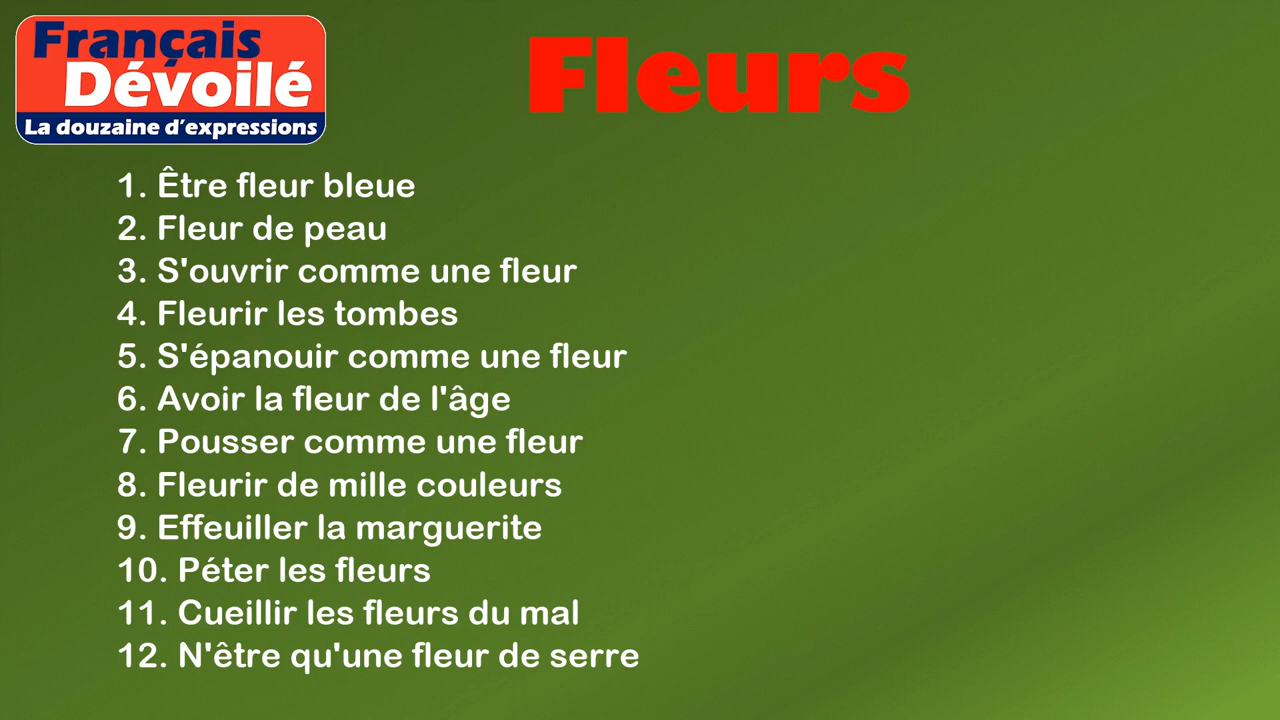 Français
Dévoilé
La douzaine d'expressions
Fleurs
1. Être fleur bleue
2. Fleur de peau
3. S'ouvrir comme une fleur
4. Fleurir les tombes
5. S'épanouir comme une fleur
6. Avoir la fleur de l'âge
7. Pousser comme une fleur
8. Fleurir de mille couleurs
9. Effeuiller la marguerite
10. Péter les fleurs
11. Cueillir les fleurs du mal
12. N'être qu'une fleur de serre